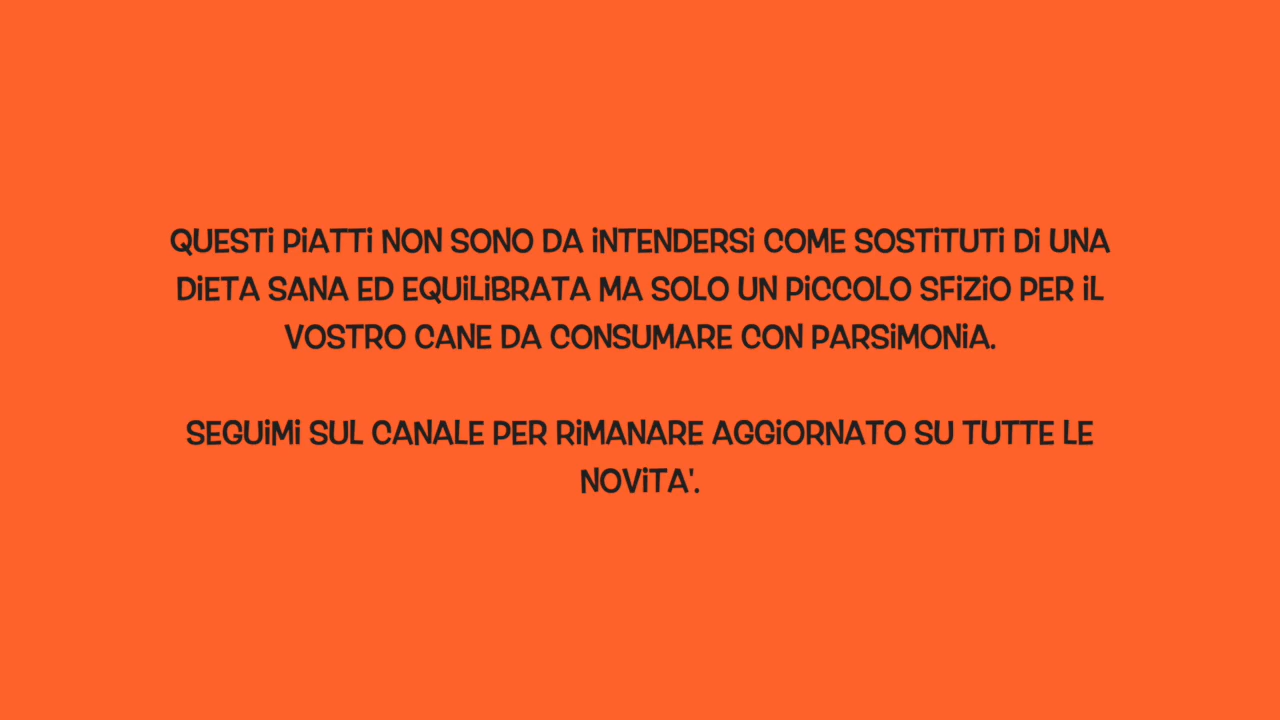 QUESTI PIATTI NON SONO DA INTENDERSI COME SOSTITUTI DI UNA
DIETA SANA ED EQUILIBRATA MA SOLO UN PICCOLO SFIZIO PER IL
VOSTRO CANE DA CONSUMARE CON PARSIMONIA.
SEGUIMI SUL CANALE PER RIMANARE AGGIORNATO SU TUTTE LE
NOVITA'.